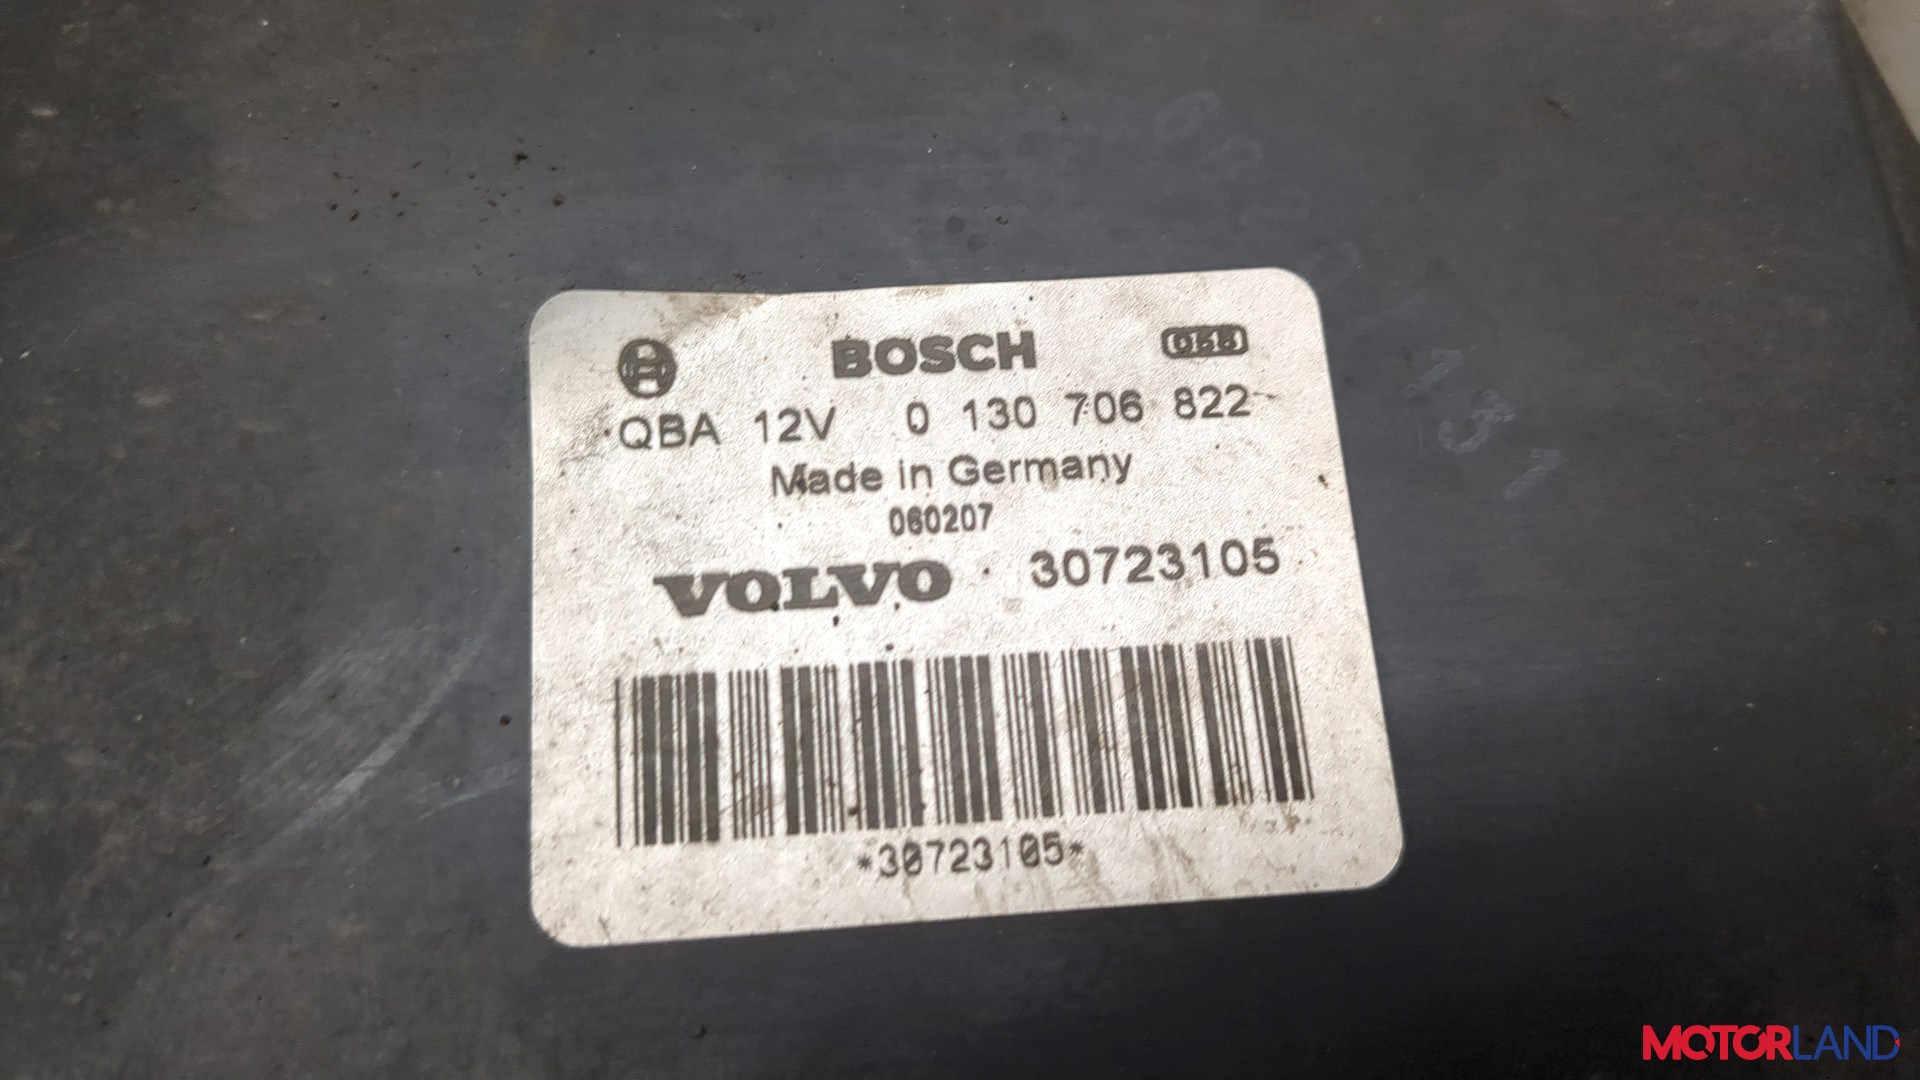 BOSCH
QBA 12V 0 130 706 822
Made in Germany
060207
VOLVO 30723105
*30723105*
MOTORLAND